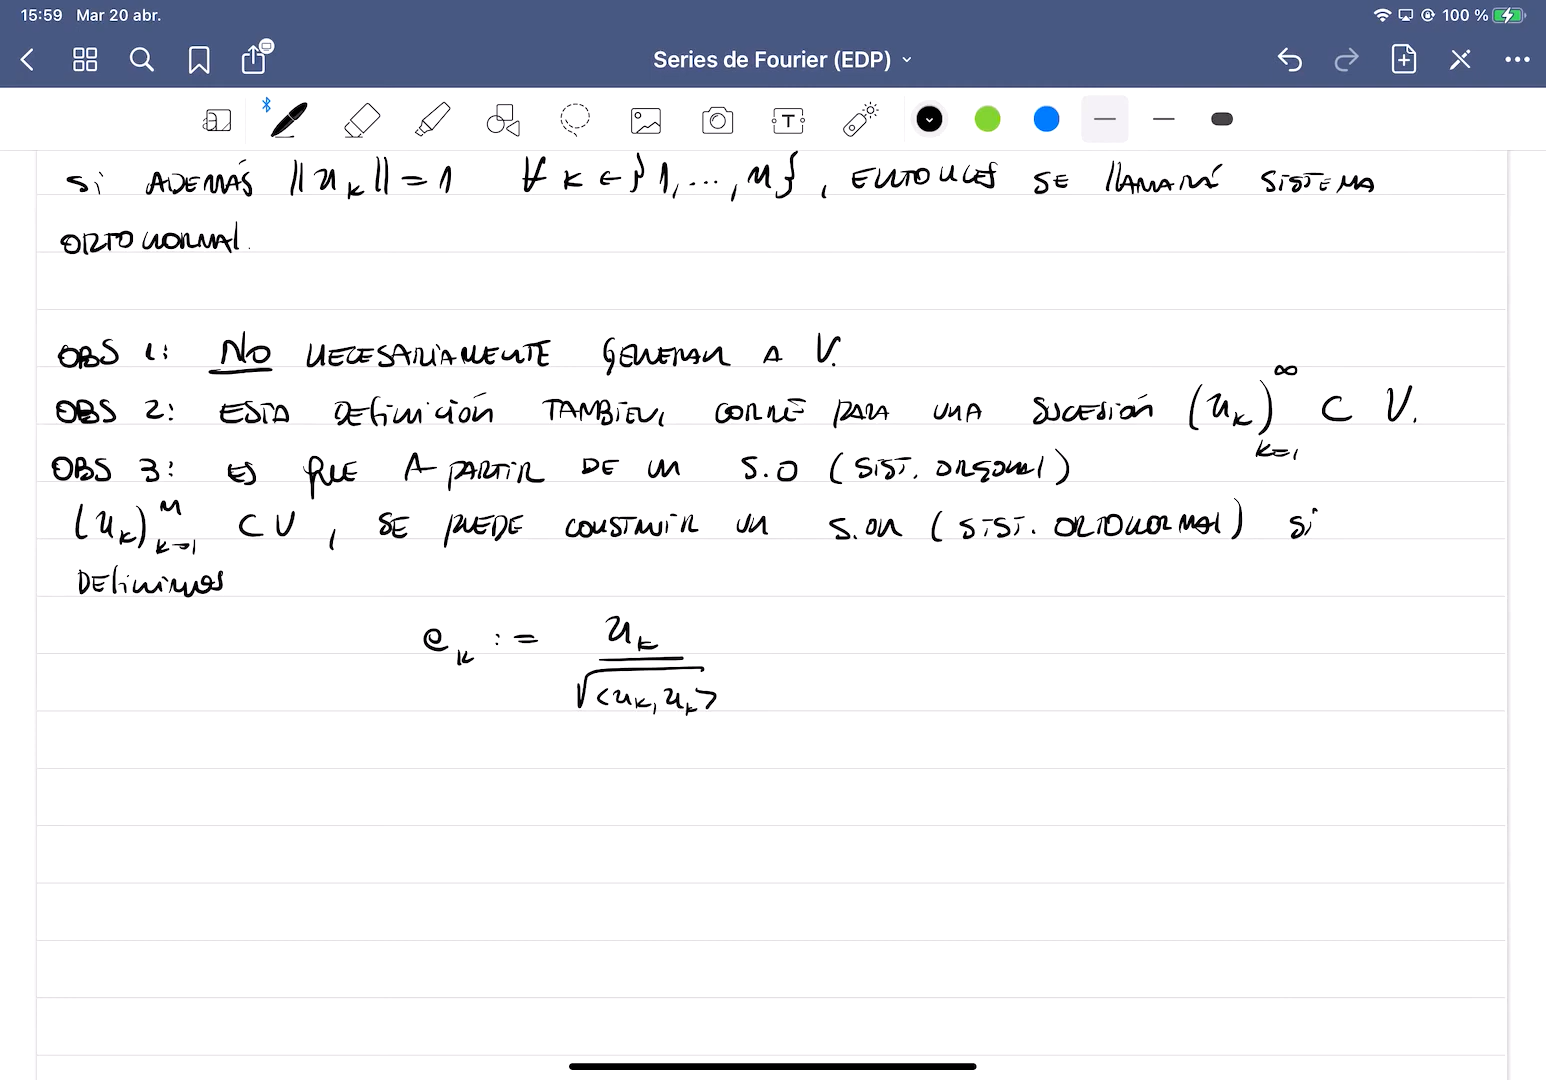 15:59 Mar 20 abr. 100 %
Series de Fourier (EDP)
Si ADEMÁS ||u_k|| = 1 ∀ k ∈ {1, ..., n}, ENTONCES SE LLAMARÁ SISTEMA
ORTONORMAL.
OBS 1: NO NECESARIAMENTE GENERAN A V.
OBS 2: ESTA DEFINICIÓN TAMBIEN, CORRE PARA UNA SUCESIÓN (u_k)_{k=1}^∞ ⊂ V.
OBS 3: ES QUE A PARTIR DE UN S.O (SIST. ORGONAL)
(u_k)_{k=1}^n ⊂ V, SE PUEDE CONSTRUIR UN S.ON (SIST. ORTONORMAL) Si
DEFINIMOS
e_k := u_k / √<u_k, u_k>